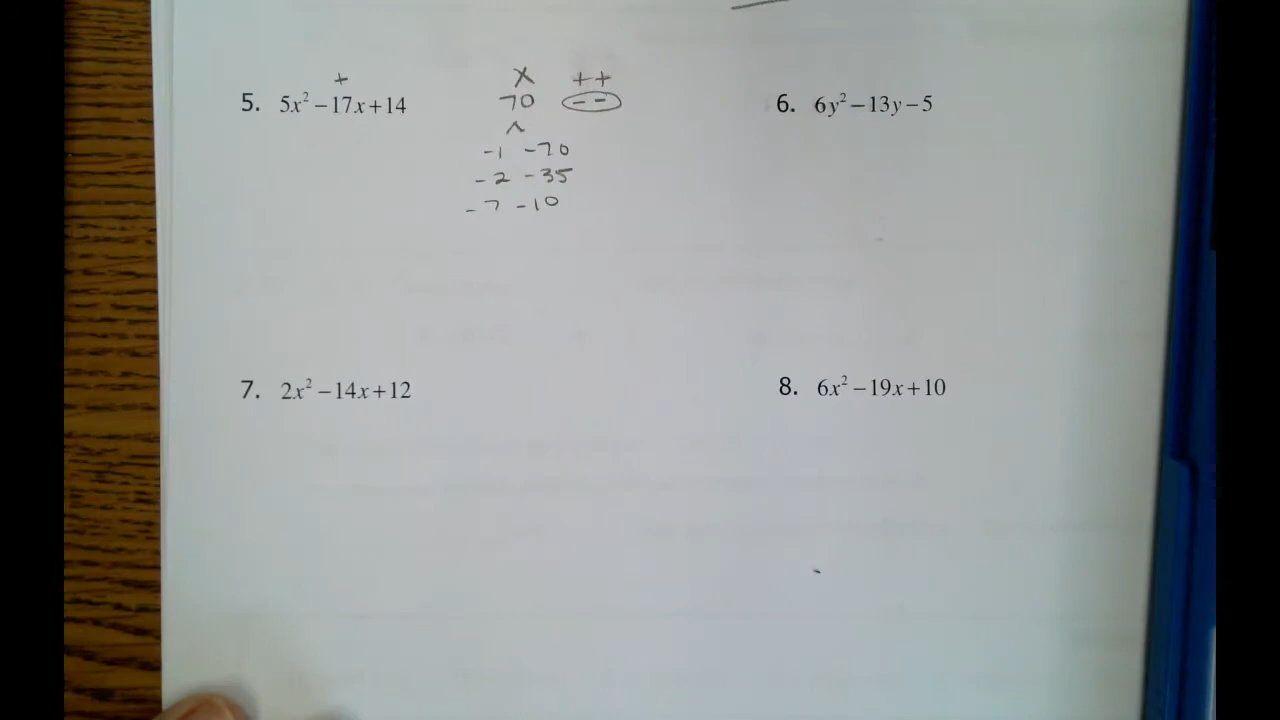 + × ++
5. 5x² – 17x + 14 70 – –
^
-1 -70
-2 -35
-7 -10
6. 6y² – 13y – 5
7. 2x² – 14x + 12
8. 6x² – 19x + 10